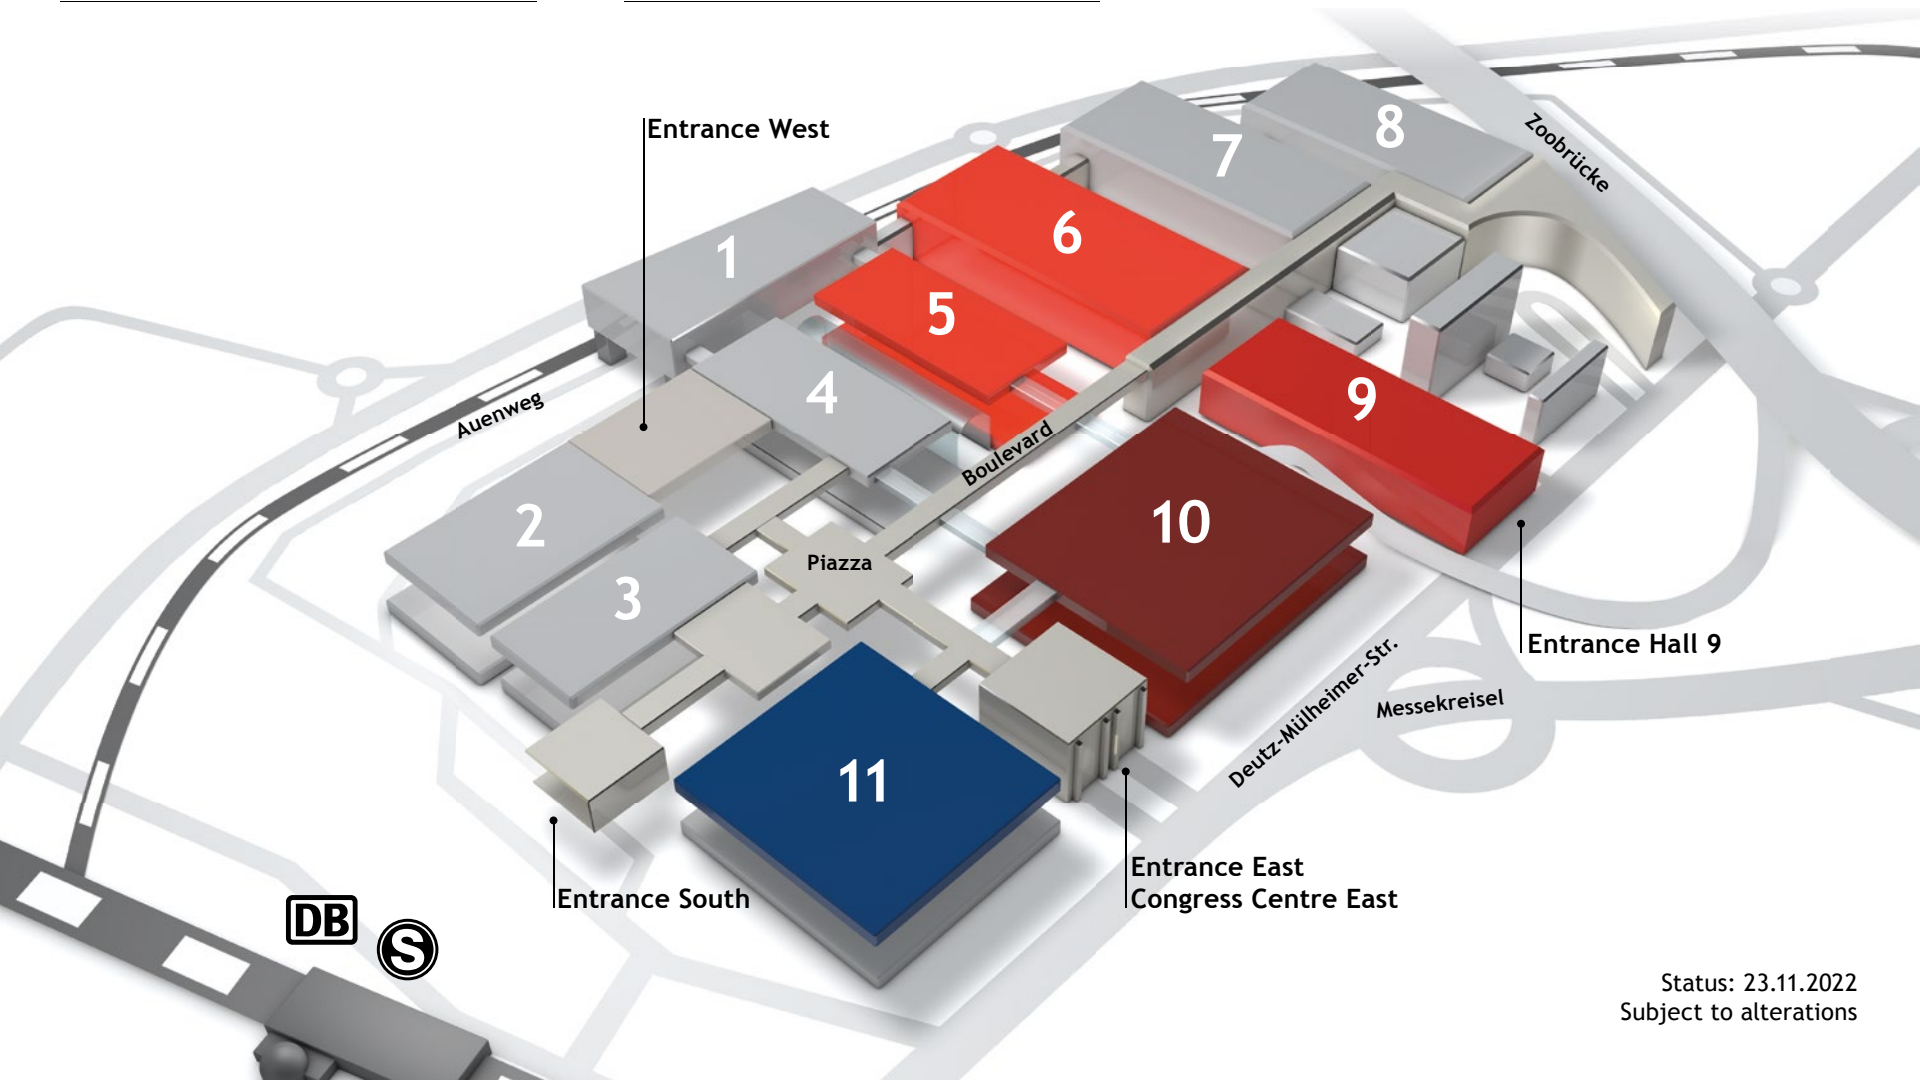 8
Zoobrücke
Entrance West
7
6
1
5
4
9
Auenweg
Boulevard
10
2
Piazza
3
Entrance Hall 9
Deutz-Mülheimer-Str.
Messekreisel
11
Entrance East
Congress Centre East
Entrance South
DB
S
Status: 23.11.2022
Subject to alterations